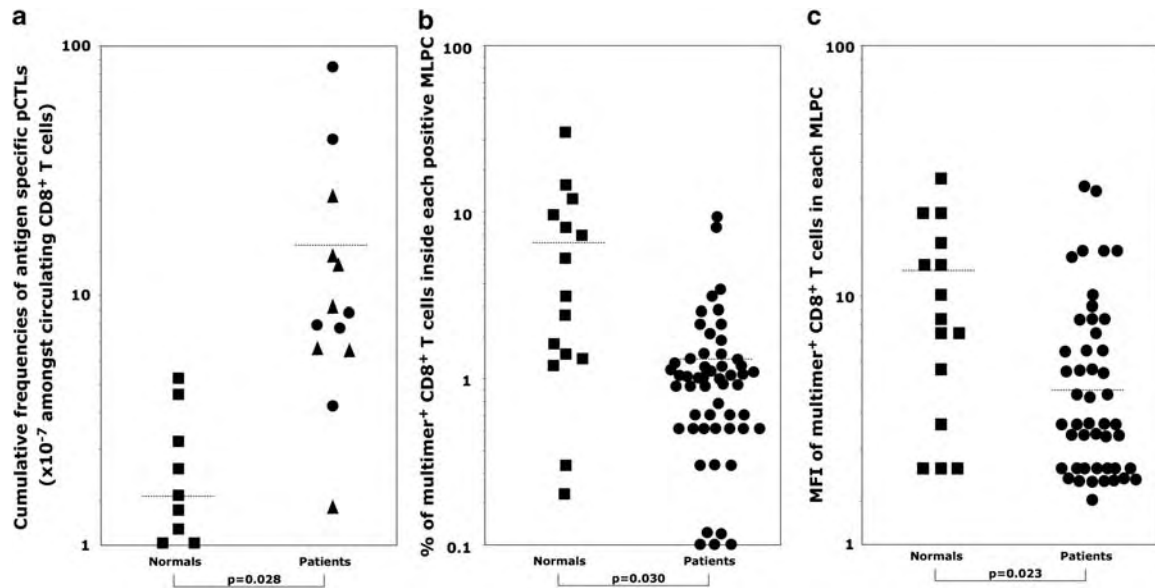 a
Cumulative frequencies of antigen specific pCTLs
(x10⁻⁷ amongst circulating CD8⁺ T cells)
100
10
1
Normals
Patients
p=0.028
b
% of multimer⁺ CD8⁺ T cells inside each positive MLPC
100
10
1
0.1
Normals
Patients
p=0.030
c
MFI of multimer⁺ CD8⁺ T cells in each MLPC
100
10
1
Normals
Patients
p=0.023